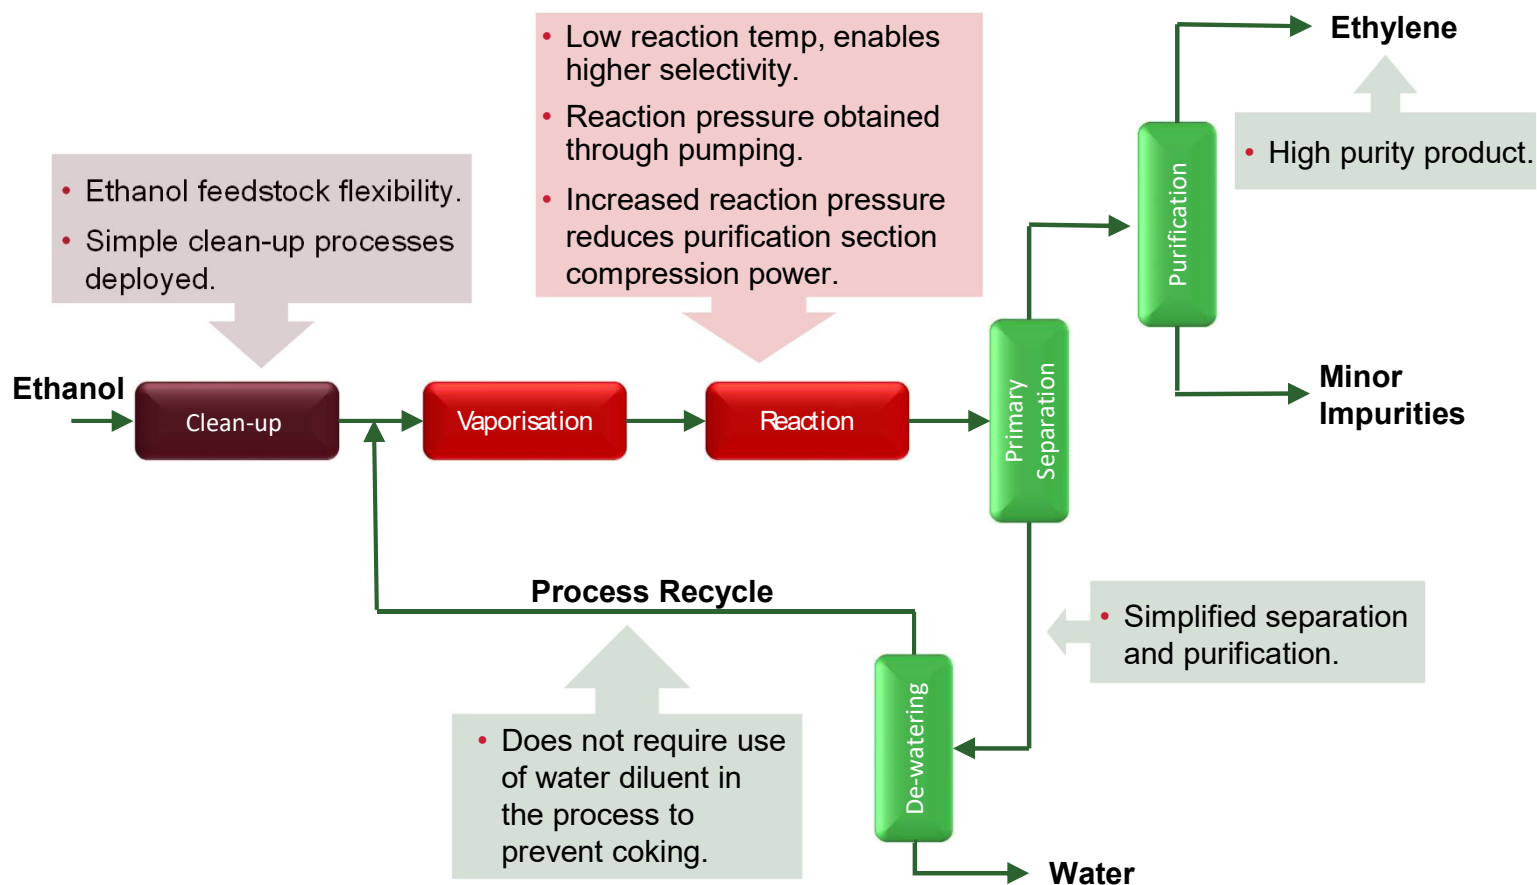 • Low reaction temp, enables
higher selectivity.
• Reaction pressure obtained
through pumping.
• Increased reaction pressure
reduces purification section
compression power.
Ethylene
• High purity product.
• Ethanol feedstock flexibility.
• Simple clean-up processes
deployed.
Purification
Ethanol
Clean-up
Vaporisation
Reaction
Primary
Separation
Minor
Impurities
Process Recycle
• Simplified separation
and purification.
• Does not require use
of water diluent in
the process to
prevent coking.
De-watering
Water